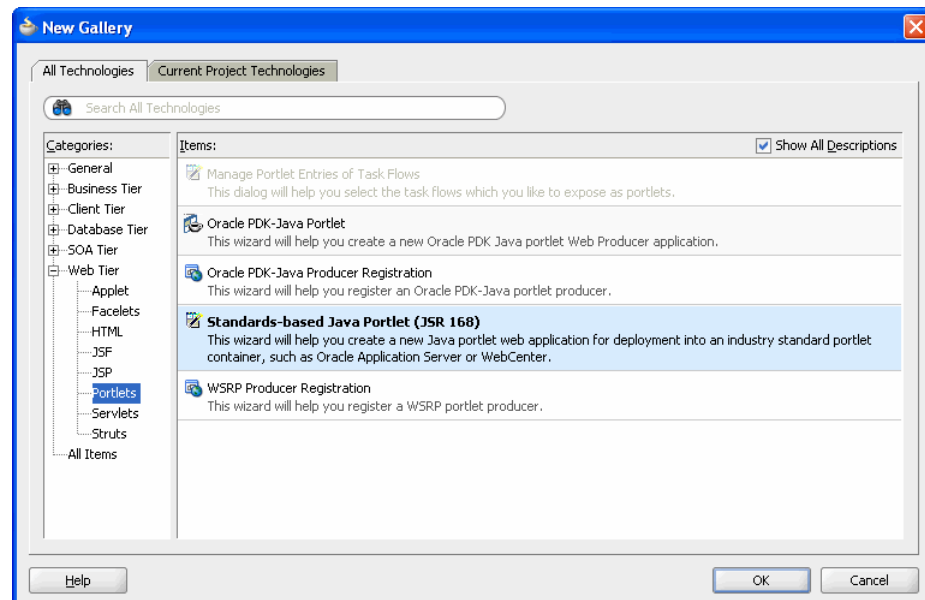 New Gallery
All Technologies
Current Project Technologies
Search All Technologies
Categories:
General
Business Tier
Client Tier
Database Tier
SOA Tier
Web Tier
Applet
Facelets
HTML
JSF
JSP
Portlets
Servlets
Struts
All Items
Items:
Show All Descriptions
Manage Portlet Entries of Task Flows
This dialog will help you select the task flows which you like to expose as portlets.
Oracle PDK-Java Portlet
This wizard will help you create a new Oracle PDK Java portlet Web Producer application.
Oracle PDK-Java Producer Registration
This wizard will help you register an Oracle PDK-Java portlet producer.
Standards-based Java Portlet (JSR 168)
This wizard will help you create a new Java portlet web application for deployment into an industry standard portlet
container, such as Oracle Application Server or WebCenter.
WSRP Producer Registration
This wizard will help you register a WSRP portlet producer.
Help
OK
Cancel